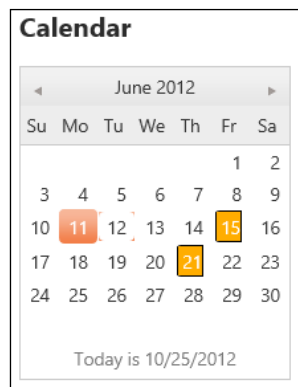 Calendar
June 2012
Su Mo Tu We Th Fr Sa
1 2
3 4 5 6 7 8 9
10 11 12 13 14 15 16
17 18 19 20 21 22 23
24 25 26 27 28 29 30
Today is 10/25/2012